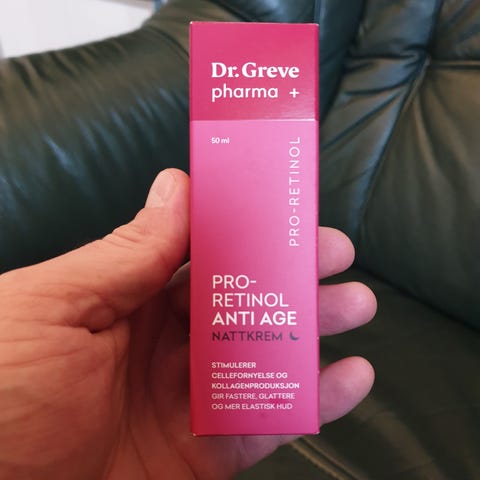 Dr. Greve
pharma +
50 ml
PRO-RETINOL
PRO-
RETINOL
ANTI AGE
NATTKREM
STIMULERER
CELLEFORNYELSE OG
KOLLAGENPRODUKSJON
GIR FASTERE, GLATTERE
OG MER ELASTISK HUD